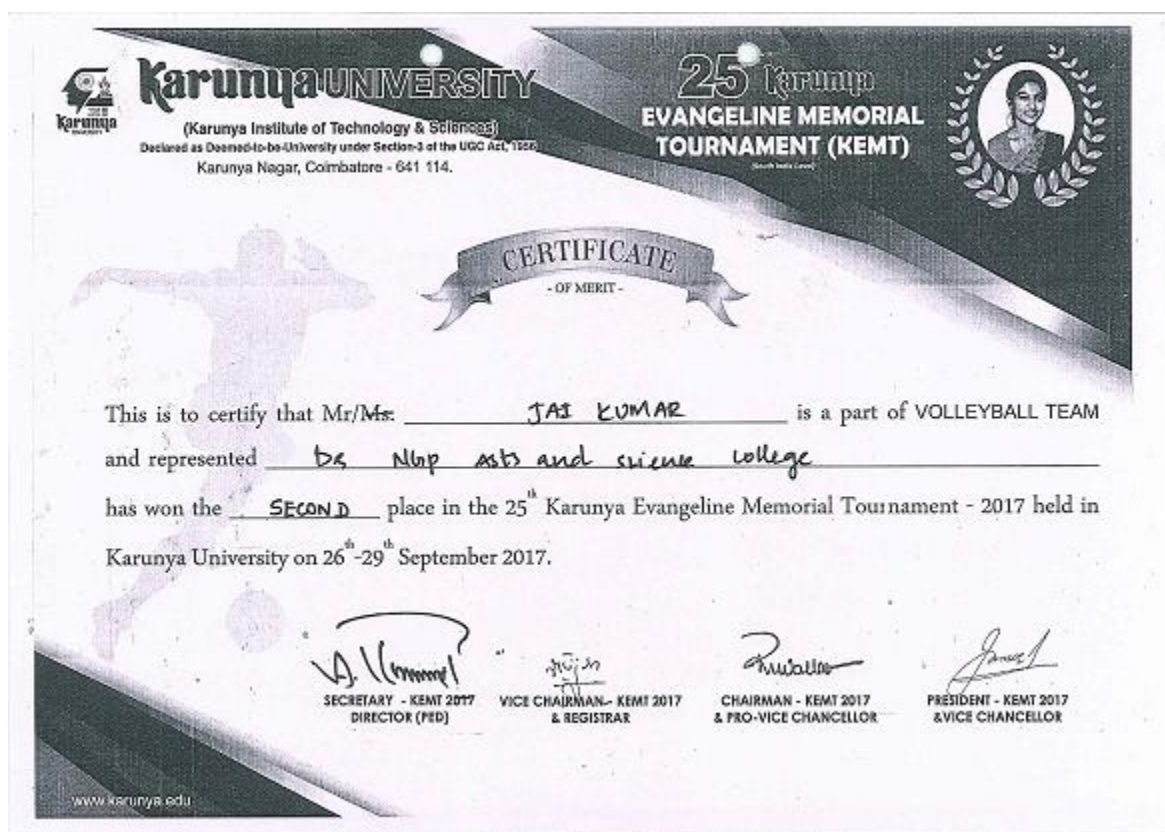 Karunya UNIVERSITY
(Karunya Institute of Technology & Sciences)
Declared as Deemed-to-be-University under Section-3 of the UGC Act, 1956
Karunya Nagar, Coimbatore - 641 114.
Karunya
UNIVERSITY
25 Karunya
EVANGELINE MEMORIAL
TOURNAMENT (KEMT)
(South India Level)
CERTIFICATE
- OF MERIT -
This is to certify that Mr/Ms. JAI KUMAR is a part of VOLLEYBALL TEAM
and represented Dr NGP Arts and science college
has won the SECOND place in the 25th Karunya Evangeline Memorial Tournament - 2017 held in
Karunya University on 26th-29th September 2017.
SECRETARY - KEMT 2017
DIRECTOR (PED)
VICE CHAIRMAN - KEMT 2017
& REGISTRAR
CHAIRMAN - KEMT 2017
& PRO-VICE CHANCELLOR
PRESIDENT - KEMT 2017
&VICE CHANCELLOR
www.karunya.edu